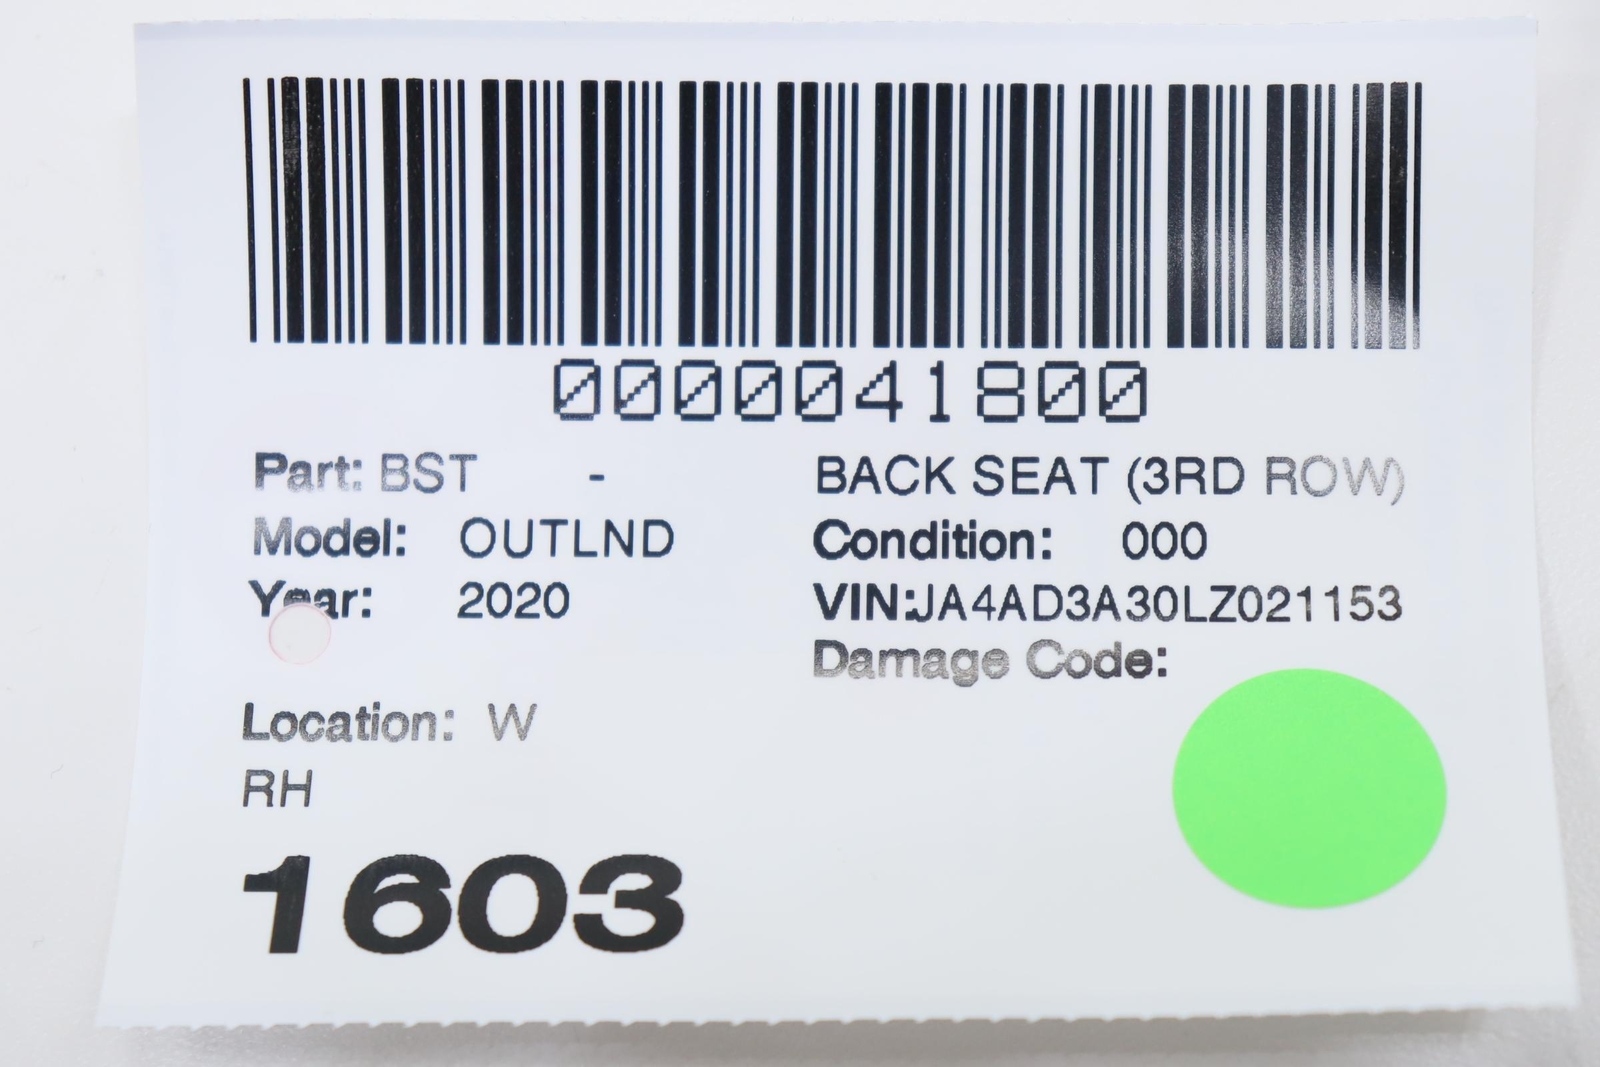 0000041800
Part: BST - BACK SEAT (3RD ROW)
Model: OUTLND Condition: 000
Year: 2020 VIN:JA4AD3A30LZ021153
Damage Code:
Location: W
RH
1603